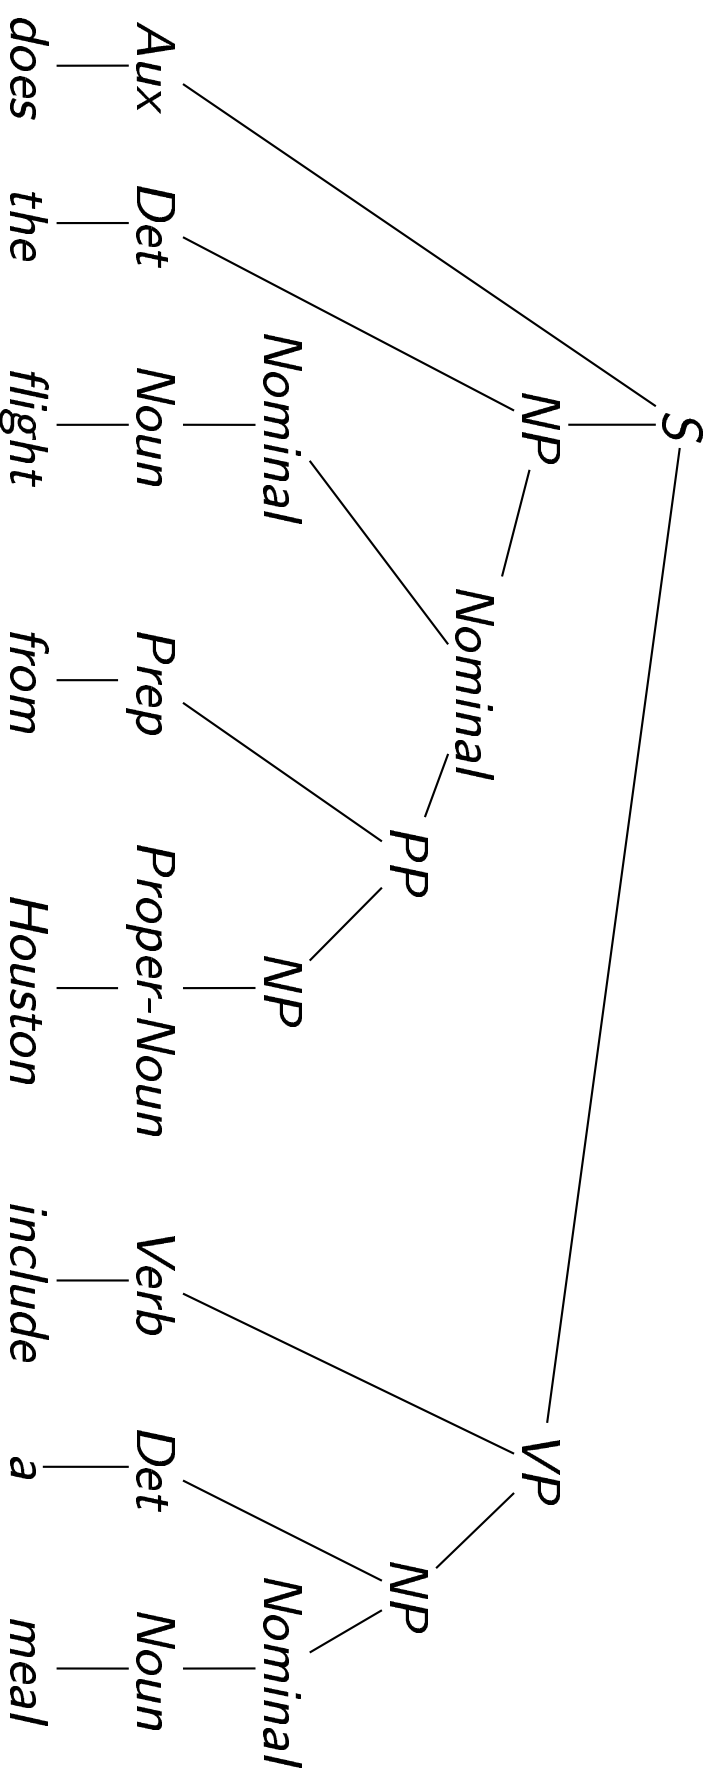 S
NP VP
Nominal
PP NP
Nominal NP Nominal
Aux Det Noun Prep Proper-Noun Verb Det Noun
does the flight from Houston include a meal